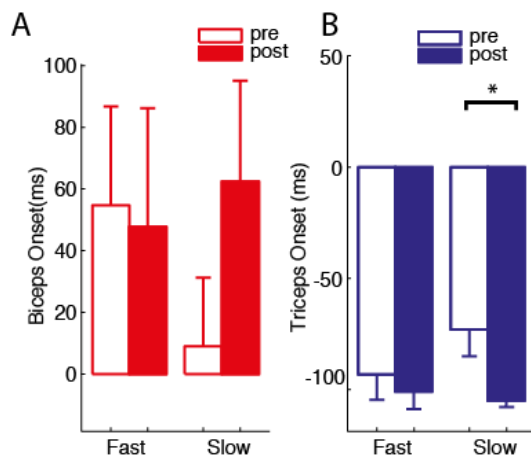 A
pre
post
Biceps Onset(ms)
100
80
60
40
20
0
Fast Slow
B
pre
post
Triceps Onset (ms)
50
0
-50
-100
*
Fast Slow